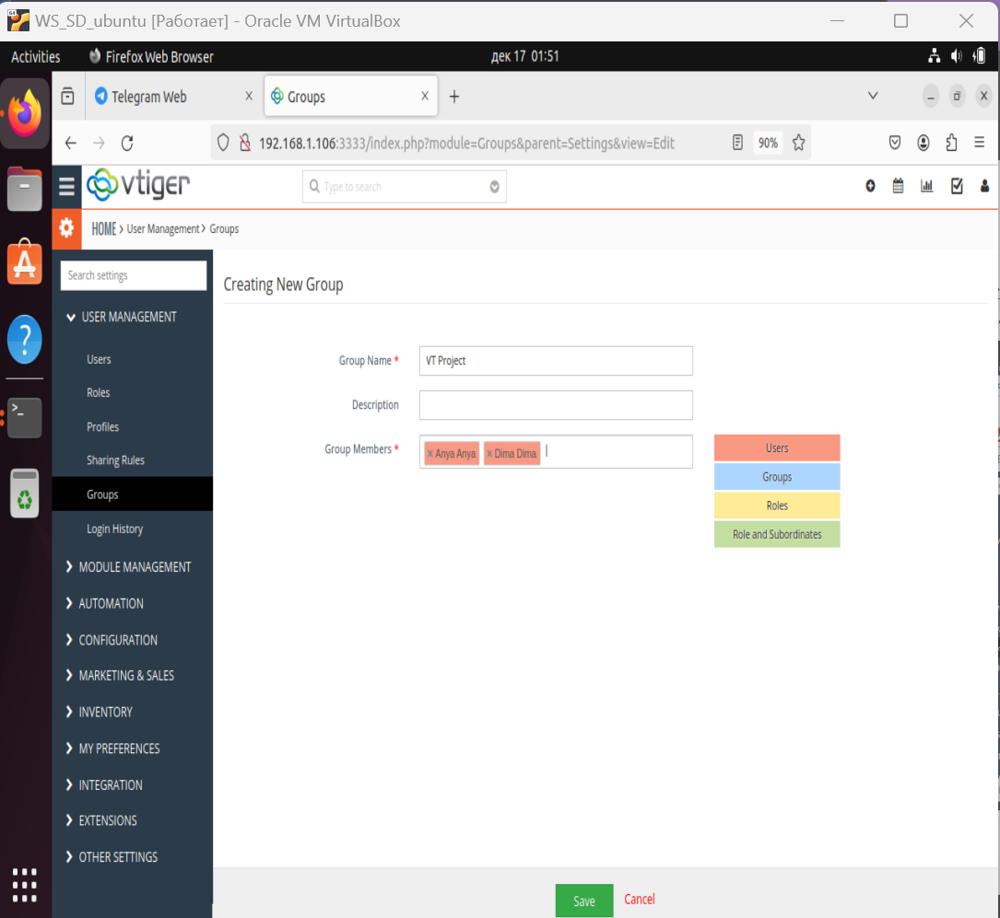 WS_SD_ubuntu [Работает] - Oracle VM VirtualBox
Activities Firefox Web Browser дек 17 01:51
Telegram Web Groups
192.168.1.106:3333/index.php?module=Groups&parent=Settings&view=Edit 90%
vtiger Type to search
HOME > User Management > Groups
Search settings
Creating New Group
USER MANAGEMENT
Users
Roles
Profiles
Sharing Rules
Groups
Login History
MODULE MANAGEMENT
AUTOMATION
CONFIGURATION
MARKETING & SALES
INVENTORY
MY PREFERENCES
INTEGRATION
EXTENSIONS
OTHER SETTINGS
Group Name * VT Project
Description
Group Members * × Anya Anya × Dima Dima
Users
Groups
Roles
Role and Subordinates
Save Cancel